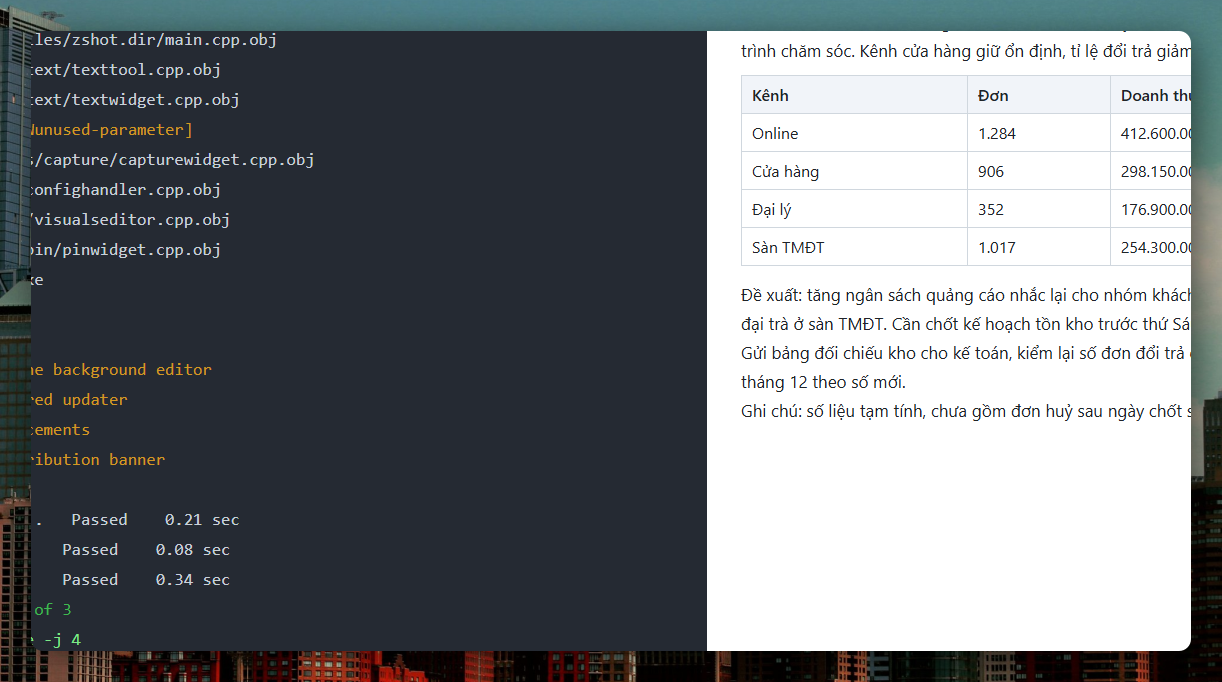 les/zshot.dir/main.cpp.obj
text/texttool.cpp.obj
text/textwidget.cpp.obj
Wunused-parameter]
s/capture/capturewidget.cpp.obj
confighandler.cpp.obj
/visualseditor.cpp.obj
pin/pinwidget.cpp.obj
ke
ne background editor
red updater
cements
ribution banner
. Passed 0.21 sec
Passed 0.08 sec
Passed 0.34 sec
of 3
e -j 4
trình chăm sóc. Kênh cửa hàng giữ ổn định, tỉ lệ đổi trả giảm
Kênh Đơn Doanh thu
Online 1.284 412.600.00
Cửa hàng 906 298.150.00
Đại lý 352 176.900.00
Sàn TMĐT 1.017 254.300.00
Đề xuất: tăng ngân sách quảng cáo nhắc lại cho nhóm khách
đại trà ở sàn TMĐT. Cần chốt kế hoạch tồn kho trước thứ Sá
Gửi bảng đối chiếu kho cho kế toán, kiểm lại số đơn đổi trả
tháng 12 theo số mới.
Ghi chú: số liệu tạm tính, chưa gồm đơn huỷ sau ngày chốt s